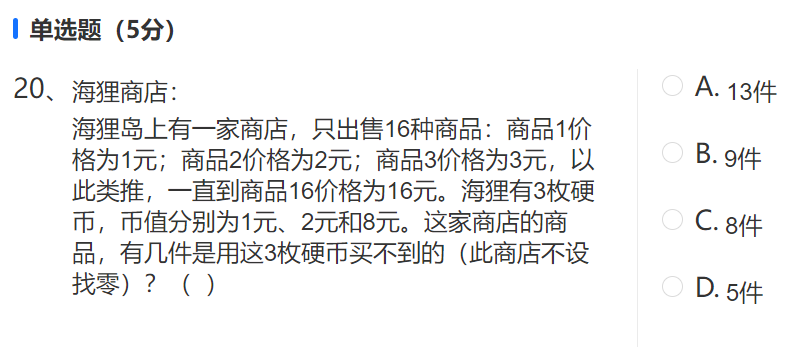 单选题（5分）
20、海狸商店：
海狸岛上有一家商店，只出售16种商品：商品1价
格为1元；商品2价格为2元；商品3价格为3元，以
此类推，一直到商品16价格为16元。海狸有3枚硬
币，币值分别为1元、2元和8元。这家商店的商
品，有几件是用这3枚硬币买不到的（此商店不设
找零）？（ ）
A. 13件
B. 9件
C. 8件
D. 5件